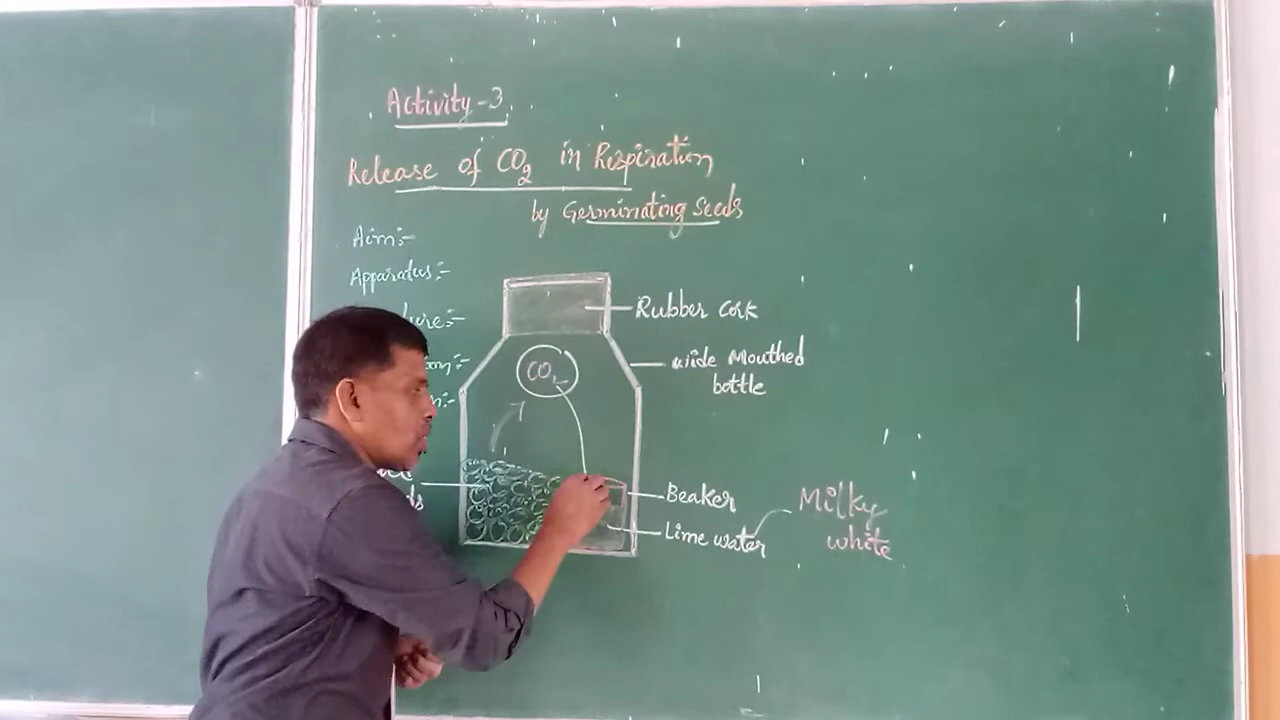 Activity-3
Release of CO2 in Respiration
by Germinating Seeds
Aim:-
Apparatus:-
Rubber Cork
wide Mouthed
bottle
CO2
Beaker
Lime water
Milky
white